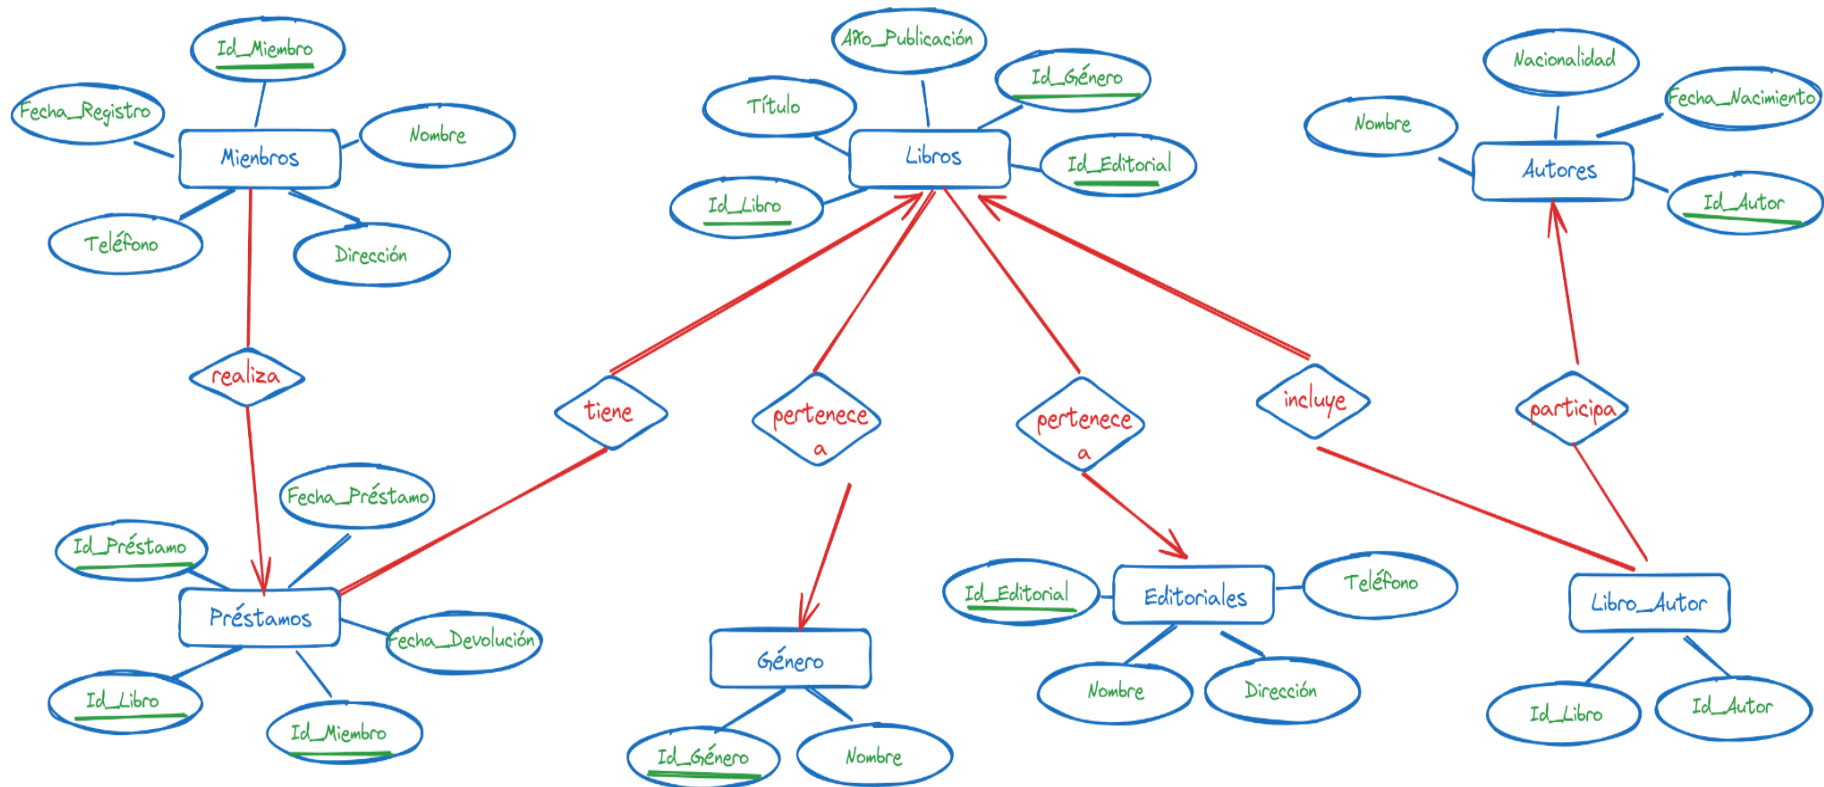 Id_Miembro
Fecha_Registro
Nombre
Mienbros
Teléfono
Dirección
Año_Publicación
Id_Género
Título
Libros
Id_Editorial
Id_Libro
Nacionalidad
Fecha_Nacimiento
Nombre
Autores
Id_Autor
realiza
tiene
pertenece
a
pertenece
a
incluye
participa
Fecha_Préstamo
Id_Préstamo
Préstamos
Fecha_Devolución
Id_Libro
Id_Miembro
Género
Id_Género
Nombre
Id_Editorial
Editoriales
Teléfono
Nombre
Dirección
Libro_Autor
Id_Libro
Id_Autor